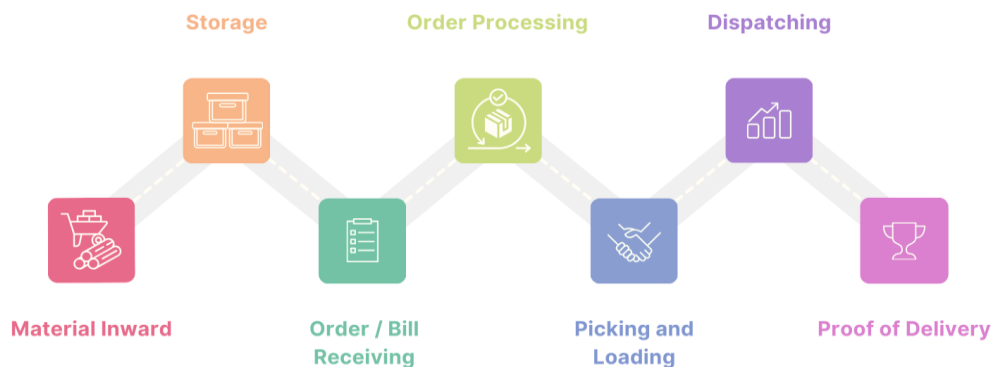 Storage
Order Processing
Dispatching
Material Inward
Order / Bill
Receiving
Picking and
Loading
Proof of Delivery